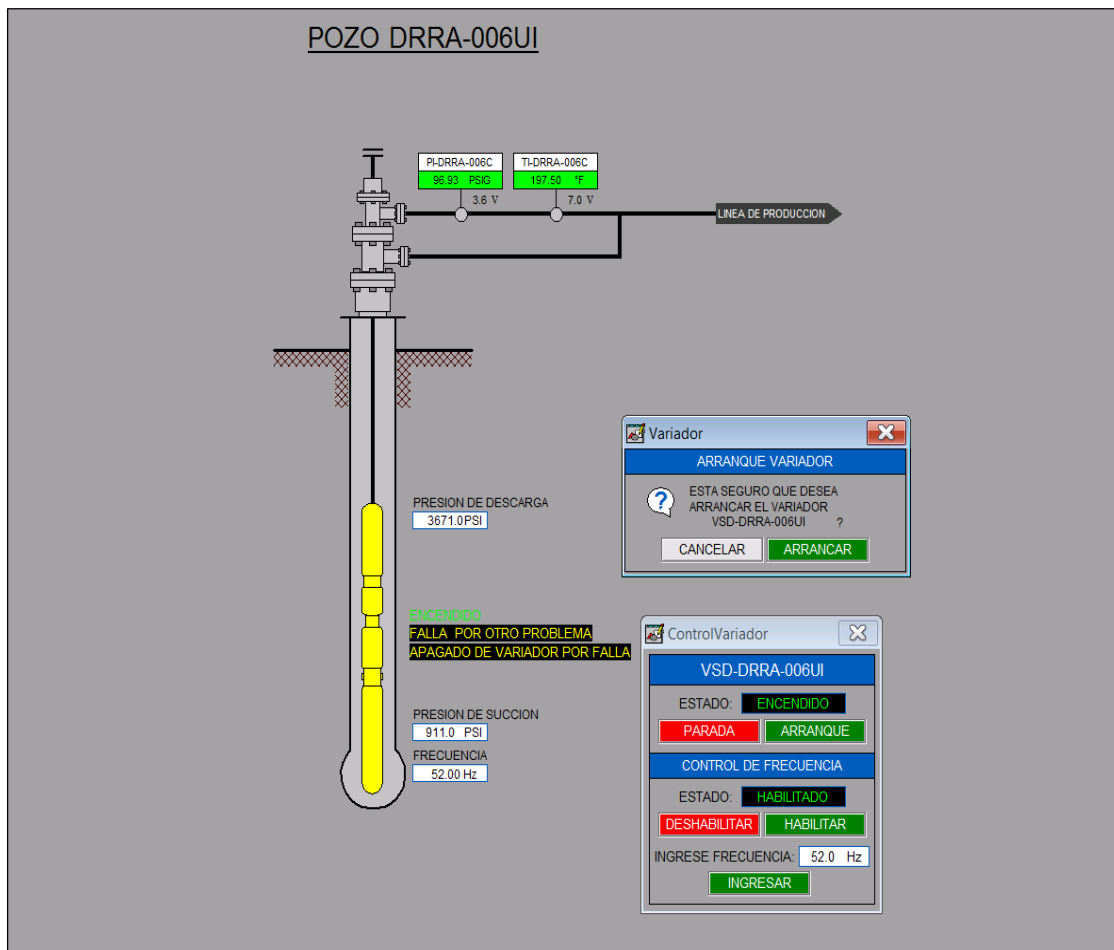 POZO DRRA-006UI
PI-DRRA-006C
TI-DRRA-006C
96.93 PSIG
197.50 °F
3.6 V
7.0 V
LINEA DE PRODUCCION
PRESION DE DESCARGA
3671.0PSI
ENCENDIDO
FALLA POR OTRO PROBLEMA
APAGADO DE VARIADOR POR FALLA
PRESION DE SUCCION
911.0 PSI
FRECUENCIA
52.00 Hz
Variador
ARRANQUE VARIADOR
ESTA SEGURO QUE DESEA
ARRANCAR EL VARIADOR
VSD-DRRA-006UI ?
CANCELAR
ARRANCAR
ControlVariador
VSD-DRRA-006UI
ESTADO: ENCENDIDO
PARADA
ARRANQUE
CONTROL DE FRECUENCIA
ESTADO: HABILITADO
DESHABILITAR
HABILITAR
INGRESE FRECUENCIA: 52.0 Hz
INGRESAR